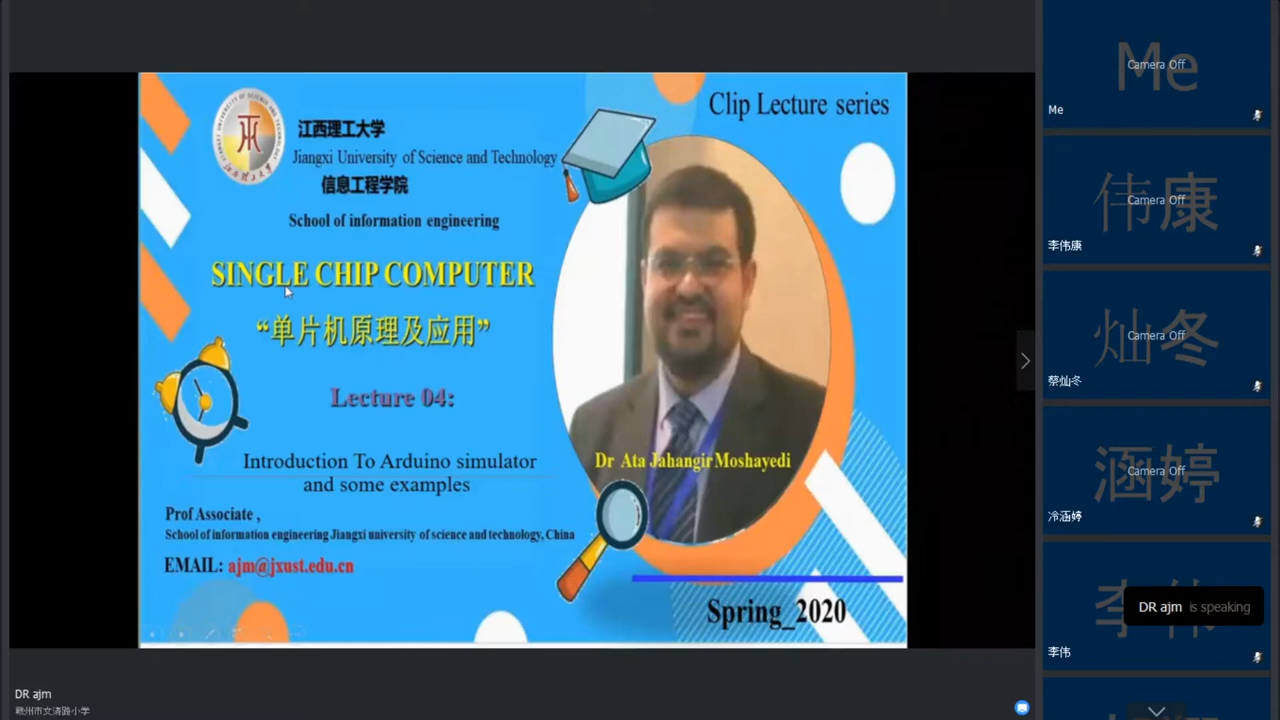 Clip Lecture series
江西理工大学
Jiangxi University of Science and Technology
信息工程学院
School of information engineering
SINGLE CHIP COMPUTER
“单片机原理及应用”
Lecture 04:
Introduction To Arduino simulator
and some examples
Dr Ata Jahangir Moshayedi
Prof Associate ,
School of information engineering Jiangxi university of science and technology, China
EMAIL: ajm@jxust.edu.cn
Spring_2020
DR ajm
赣州市文清路小学
Me
Camera Off
Me
伟康
Camera Off
李伟康
灿冬
Camera Off
蔡灿冬
涵婷
Camera Off
冷涵婷
李伟
DR ajm is speaking
李伟